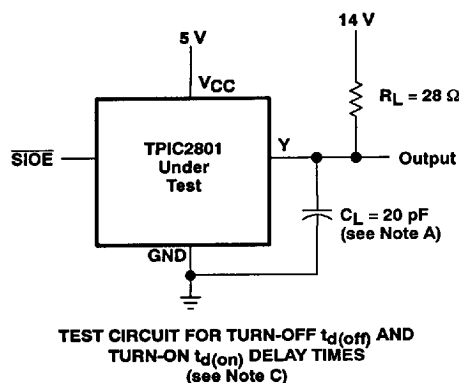 14 V
5 V
VCC
RL = 28 Ω
SIOE
TPIC2801
Under
Test
Y
Output
CL = 20 pF
(see Note A)
GND
TEST CIRCUIT FOR TURN-OFF td(off) AND
TURN-ON td(on) DELAY TIMES
(see Note C)